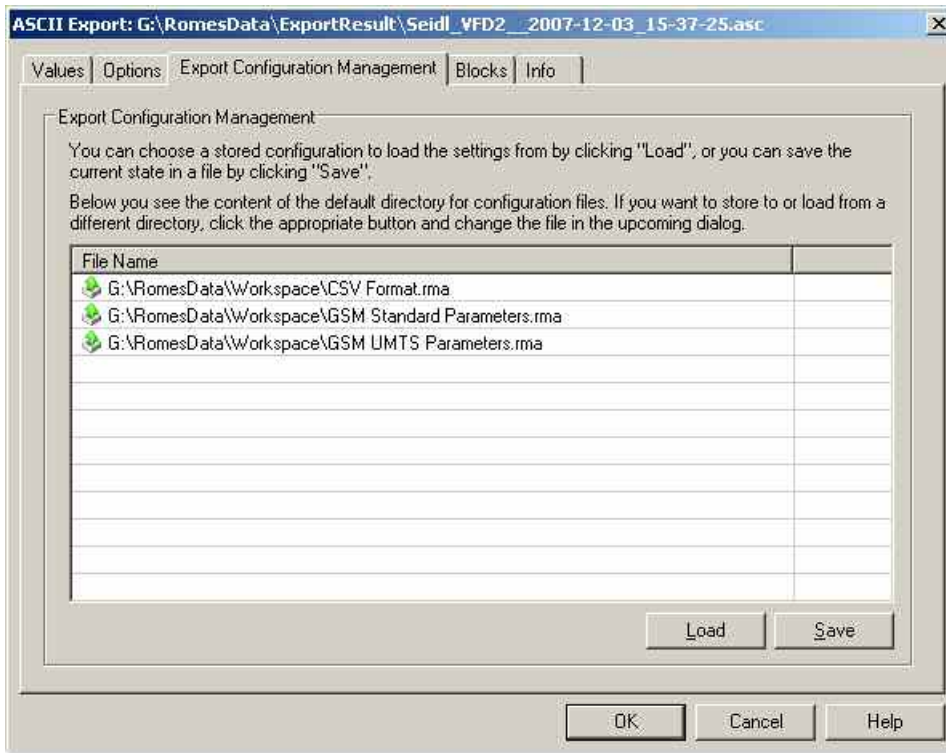 ASCII Export: G:\RomesData\ExportResult\Seidl_VFD2__2007-12-03_15-37-25.asc
Values Options Export Configuration Management Blocks Info
Export Configuration Management
You can choose a stored configuration to load the settings from by clicking "Load", or you can save the
current state in a file by clicking "Save".
Below you see the content of the default directory for configuration files. If you want to store to or load from a
different directory, click the appropriate button and change the file in the upcoming dialog.
File Name
G:\RomesData\Workspace\CSV Format.rma
G:\RomesData\Workspace\GSM Standard Parameters.rma
G:\RomesData\Workspace\GSM UMTS Parameters.rma
Load Save
OK Cancel Help